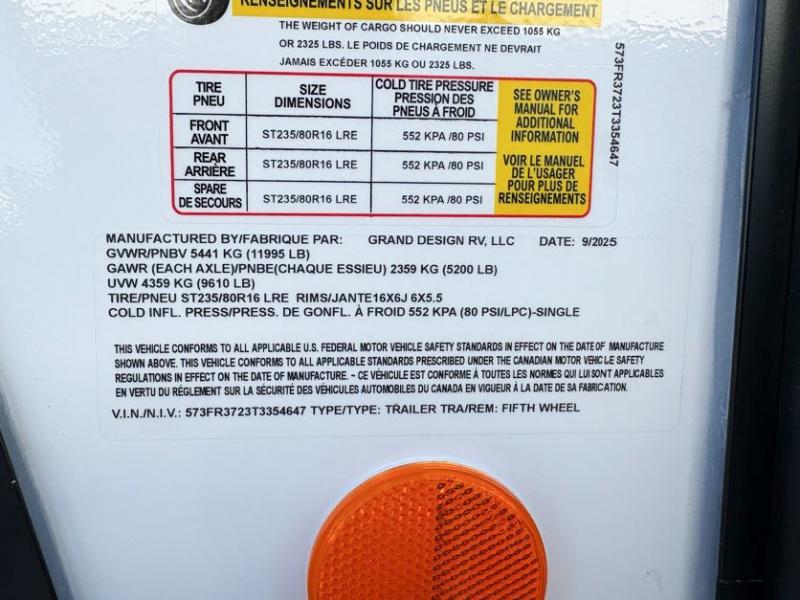 RENSEIGNEMENTS SUR LES PNEUS ET LE CHARGEMENT
THE WEIGHT OF CARGO SHOULD NEVER EXCEED 1055 KG
OR 2325 LBS. LE POIDS DE CHARGEMENT NE DEVRAIT
JAMAIS EXCÉDER 1055 KG OU 2325 LBS.
TIRE PNEU SIZE DIMENSIONS COLD TIRE PRESSURE PRESSION DES PNEUS À FROID
FRONT AVANT ST235/80R16 LRE 552 KPA /80 PSI
REAR ARRIÈRE ST235/80R16 LRE 552 KPA /80 PSI
SPARE DE SECOURS ST235/80R16 LRE 552 KPA /80 PSI
SEE OWNER'S
MANUAL FOR
ADDITIONAL
INFORMATION
VOIR LE MANUEL
DE L'USAGER
POUR PLUS DE
RENSEIGNEMENTS
573FR3723T3354647
MANUFACTURED BY/FABRIQUE PAR: GRAND DESIGN RV, LLC DATE: 9/2025
GVWR/PNBV 5441 KG (11995 LB)
GAWR (EACH AXLE)/PNBE(CHAQUE ESSIEU) 2359 KG (5200 LB)
UVW 4359 KG (9610 LB)
TIRE/PNEU ST235/80R16 LRE RIMS/JANTE16X6J 6X5.5
COLD INFL. PRESS/PRESS. DE GONFL. À FROID 552 KPA (80 PSI/LPC)-SINGLE
THIS VEHICLE CONFORMS TO ALL APPLICABLE U.S. FEDERAL MOTOR VEHICLE SAFETY STANDARDS IN EFFECT ON THE DATE OF MANUFACTURE
SHOWN ABOVE. THIS VEHICLE CONFORMS TO ALL APPLICABLE STANDARDS PRESCRIBED UNDER THE CANADIAN MOTOR VEHICLE SAFETY
REGULATIONS IN EFFECT ON THE DATE OF MANUFACTURE. ~ CE VÉHICULE EST CONFORME À TOUTES LES NORMES QUI LUI SONT APPLICABLES
EN VERTU DU RÉGLEMENT SUR LA SÉCURITÉ DES VÉHICULES AUTOMOBILES DU CANADA EN VIGUEUR À LA DATE DE SA FABRICATION.
V.I.N./N.I.V.: 573FR3723T3354647 TYPE/TYPE: TRAILER TRA/REM: FIFTH WHEEL